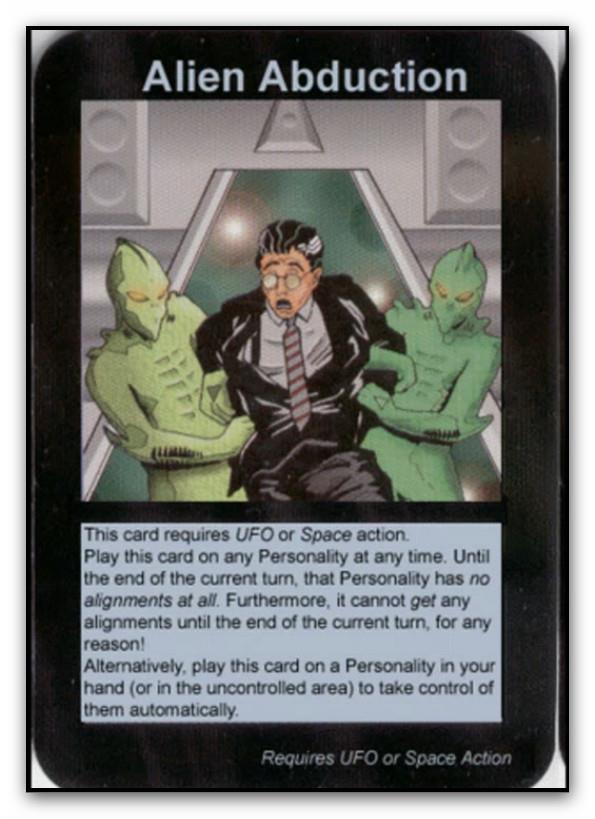 Alien Abduction
This card requires UFO or Space action.
Play this card on any Personality at any time. Until
the end of the current turn, that Personality has no
alignments at all. Furthermore, it cannot get any
alignments until the end of the current turn, for any
reason!
Alternatively, play this card on a Personality in your
hand (or in the uncontrolled area) to take control of
them automatically.
Requires UFO or Space Action